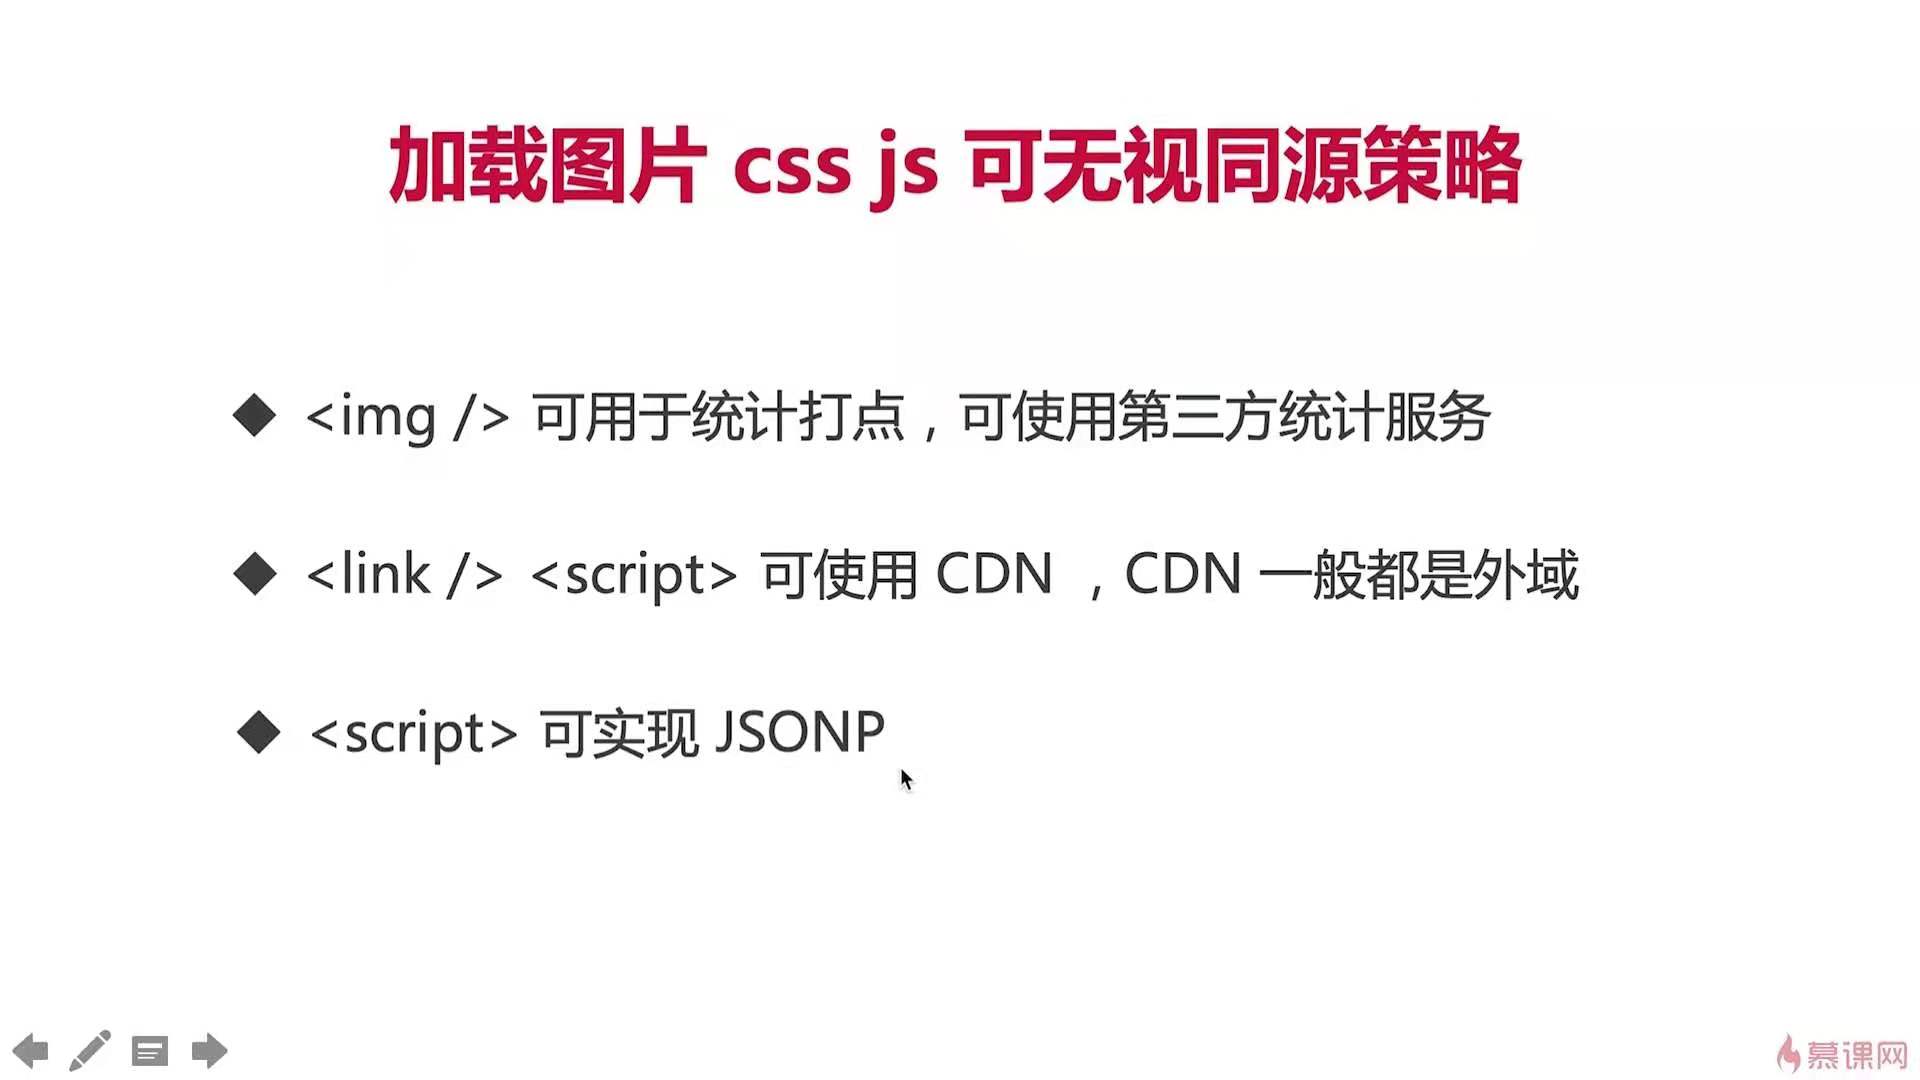 加载图片 css js 可无视同源策略
◆ <img /> 可用于统计打点，可使用第三方统计服务
◆ <link /> <script> 可使用 CDN ，CDN 一般都是外域
◆ <script> 可实现 JSONP
慕课网